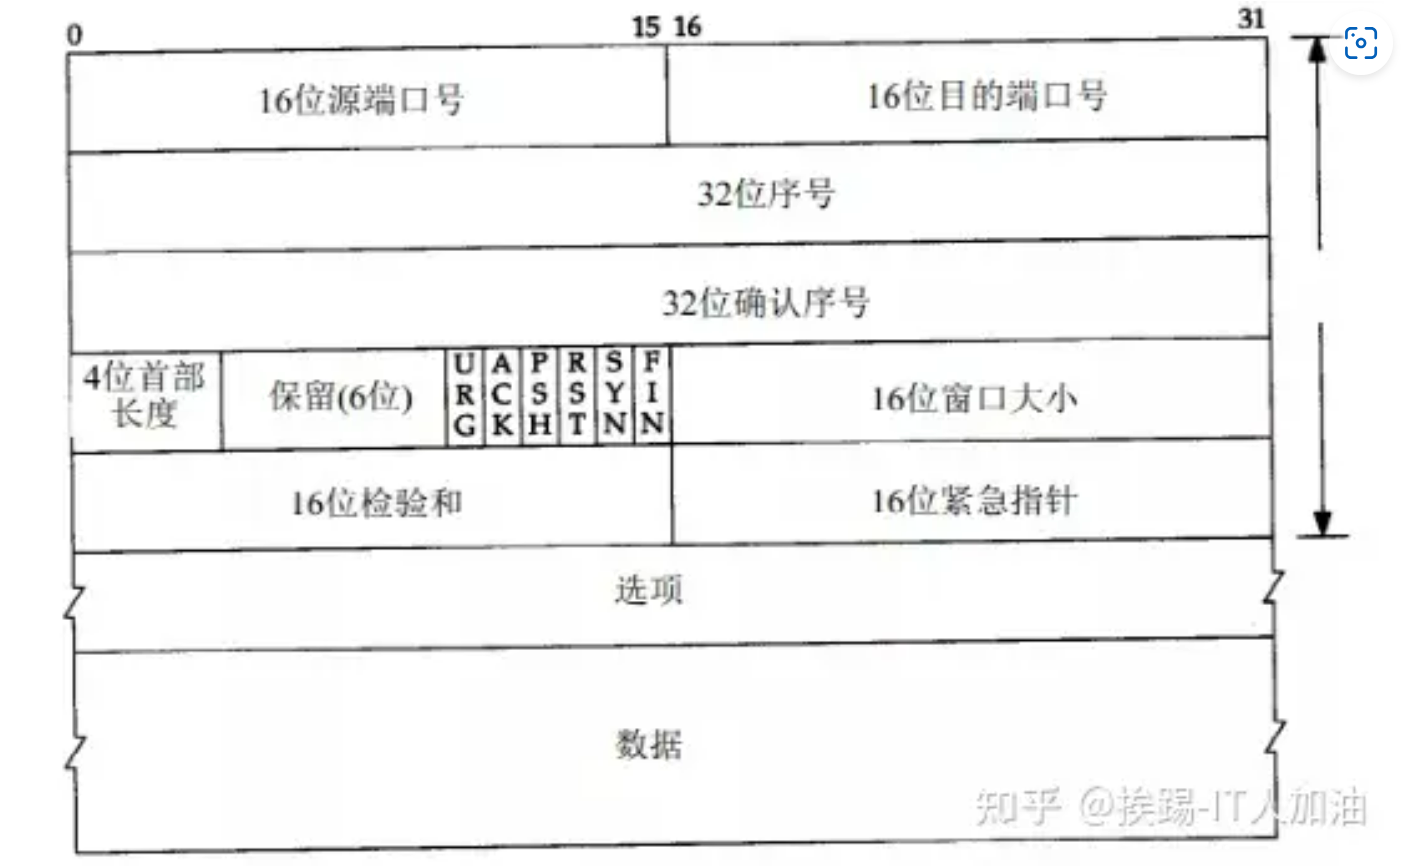 0 15 16 31
16位源端口号 16位目的端口号
32位序号
32位确认序号
4位首部
长度
保留(6位)
URG
ACK
PSH
RST
SYN
FIN
16位窗口大小
16位检验和 16位紧急指针
选项
数据
知乎 @挨踢-IT人加油